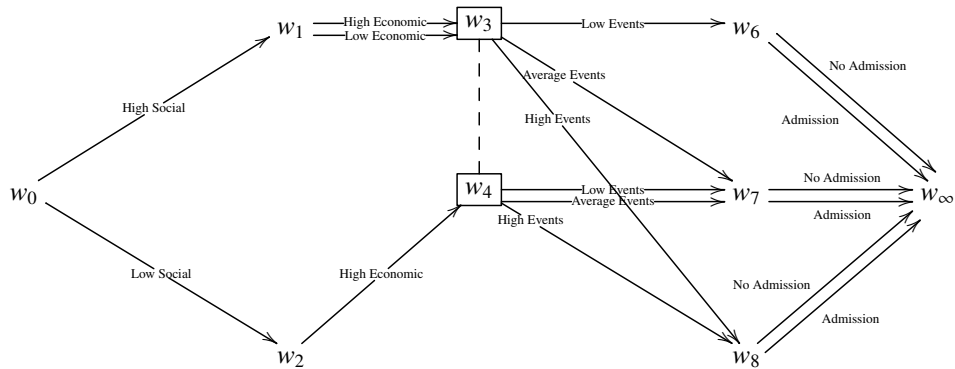 w₁
High Economic
Low Economic
w₃
Low Events
w₆
Average Events
No Admission
High Social
High Events
Admission
w₀
w₄
Low Events
Average Events
w₇
No Admission
Admission
w∞
High Events
Low Social
High Economic
No Admission
Admission
w₂
w₈